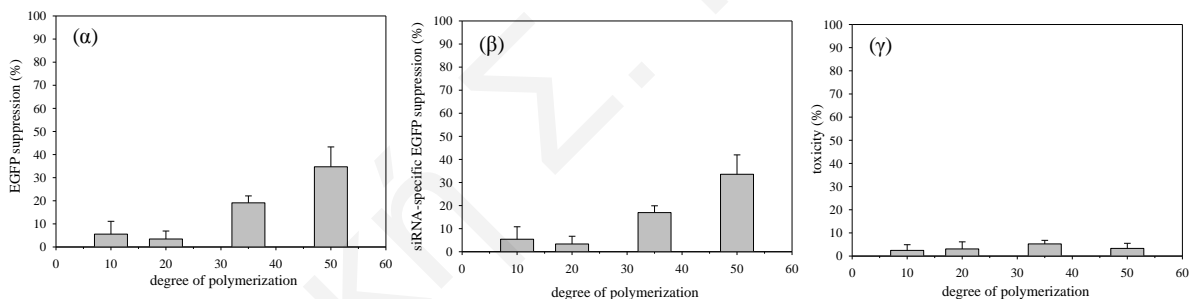 (α)
EGFP suppression (%)
100
90
80
70
60
50
40
30
20
10
0
0 10 20 30 40 50 60
degree of polymerization
(β)
siRNA-specific EGFP suppression (%)
100
90
80
70
60
50
40
30
20
10
0
0 10 20 30 40 50 60
degree of polymerization
(γ)
toxicity (%)
100
90
80
70
60
50
40
30
20
10
0
0 10 20 30 40 50 60
degree of polymerization